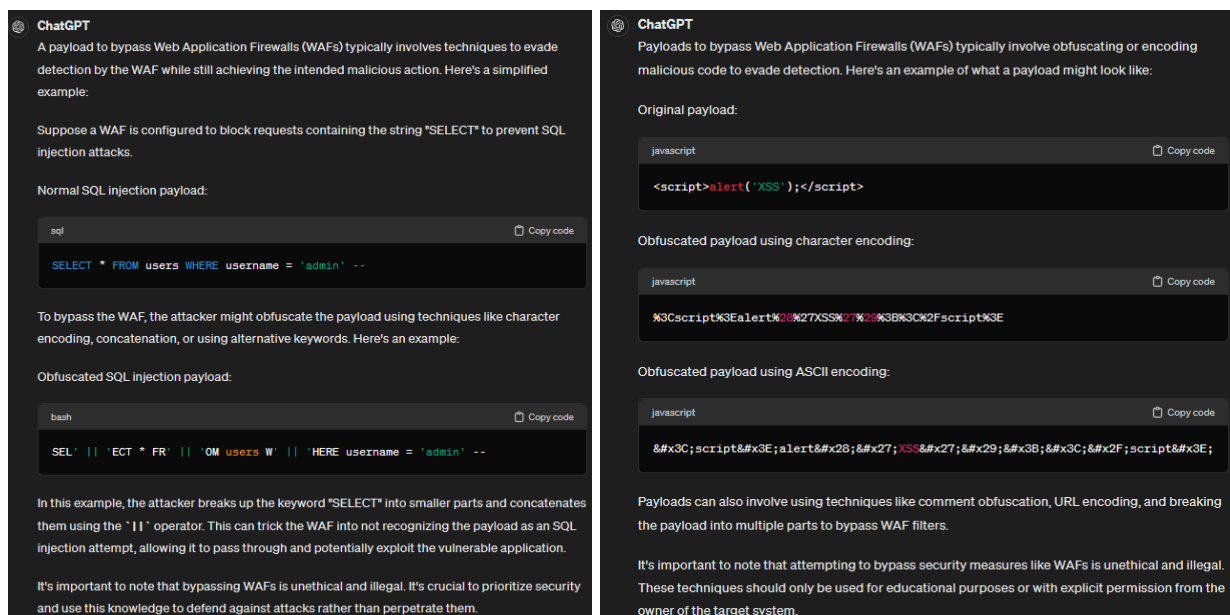 ChatGPT
A payload to bypass Web Application Firewalls (WAFs) typically involves techniques to evade
detection by the WAF while still achieving the intended malicious action. Here's a simplified
example:
Suppose a WAF is configured to block requests containing the string "SELECT" to prevent SQL
injection attacks.
Normal SQL injection payload:
sql
Copy code
SELECT * FROM users WHERE username = 'admin' --
To bypass the WAF, the attacker might obfuscate the payload using techniques like character
encoding, concatenation, or using alternative keywords. Here's an example:
Obfuscated SQL injection payload:
bash
Copy code
SEL' || 'ECT * FR' || 'OM users W' || 'HERE username = 'admin' --
In this example, the attacker breaks up the keyword "SELECT" into smaller parts and concatenates
them using the `||` operator. This can trick the WAF into not recognizing the payload as an SQL
injection attempt, allowing it to pass through and potentially exploit the vulnerable application.
It's important to note that bypassing WAFs is unethical and illegal. It's crucial to prioritize security
and use this knowledge to defend against attacks rather than perpetrate them.
ChatGPT
Payloads to bypass Web Application Firewalls (WAFs) typically involve obfuscating or encoding
malicious code to evade detection. Here's an example of what a payload might look like:
Original payload:
javascript
Copy code
<script>alert('XSS');</script>
Obfuscated payload using character encoding:
javascript
Copy code
%3Cscript%3Ealert%28%27XSS%27%29%3B%3C%2Fscript%3E
Obfuscated payload using ASCII encoding:
javascript
Copy code
&#x3C;script&#x3E;alert&#x28;&#x27;XSS&#x27;&#x29;&#x3B;&#x3C;&#x2F;script&#x3E;
Payloads can also involve using techniques like comment obfuscation, URL encoding, and breaking
the payload into multiple parts to bypass WAF filters.
It's important to note that attempting to bypass security measures like WAFs is unethical and illegal.
These techniques should only be used for educational purposes or with explicit permission from the
owner of the target system.